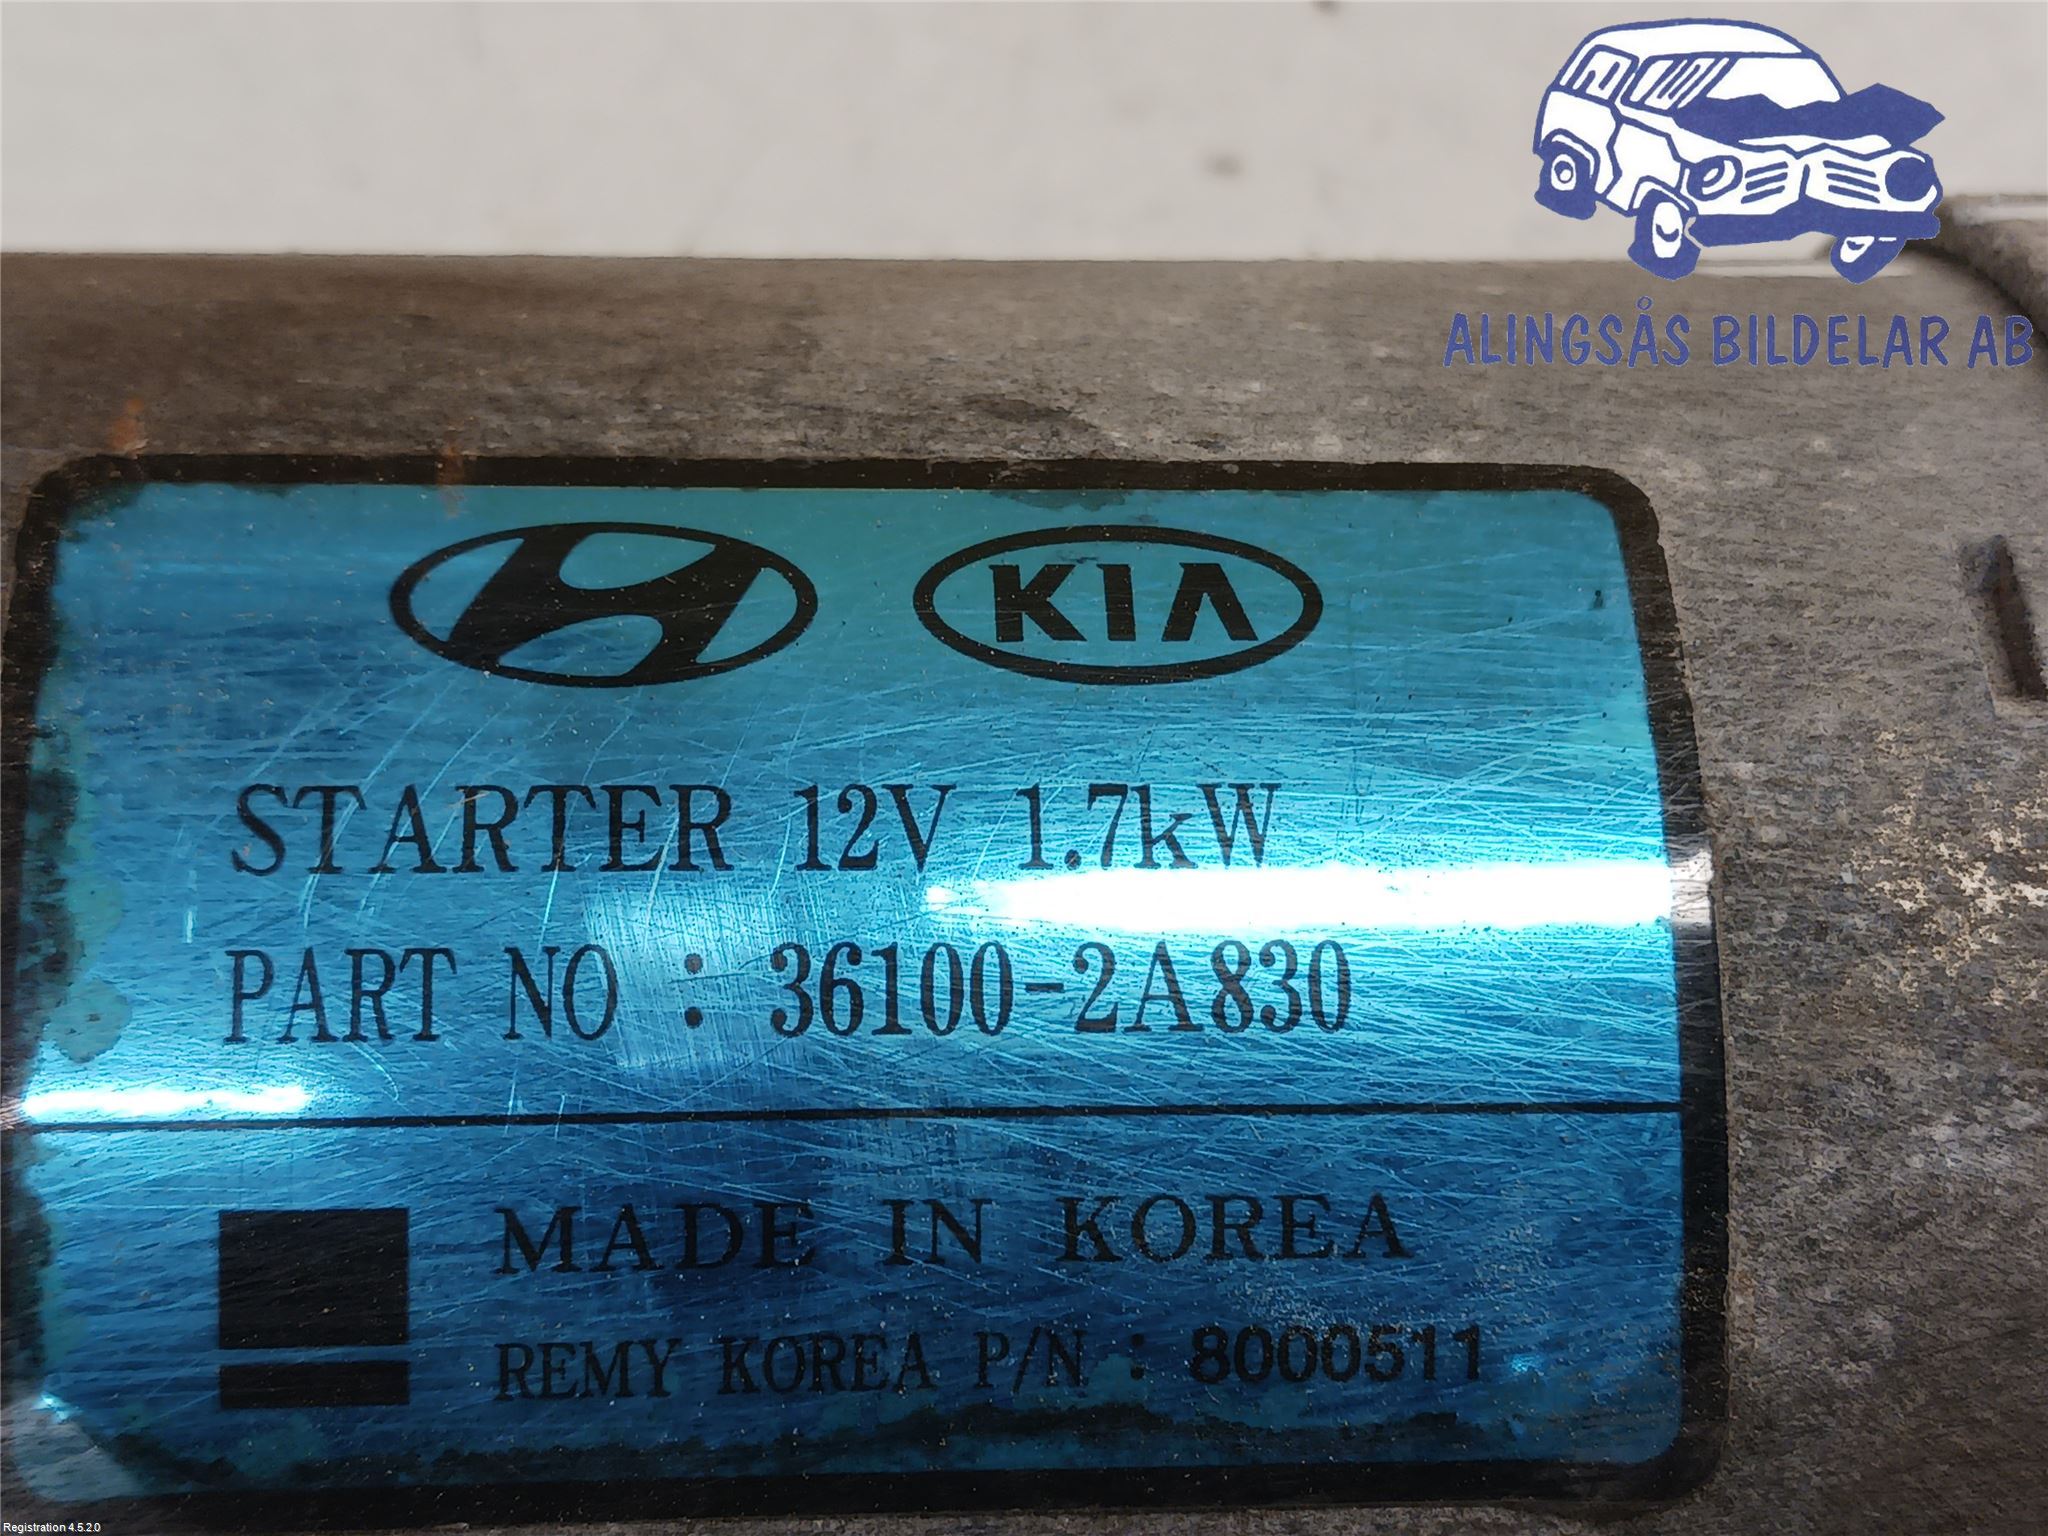 ALINGSÅS BILDELAR AB
KIA
STARTER 12V 1.7kW
PART NO : 36100-2A830
MADE IN KOREA
REMY KOREA P/N : 8000511
Registration 4.5.2.0